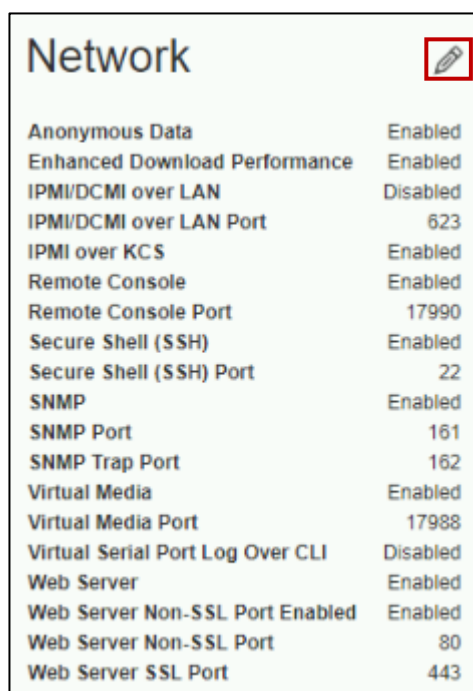 Network
Anonymous Data Enabled
Enhanced Download Performance Enabled
IPMI/DCMI over LAN Disabled
IPMI/DCMI over LAN Port 623
IPMI over KCS Enabled
Remote Console Enabled
Remote Console Port 17990
Secure Shell (SSH) Enabled
Secure Shell (SSH) Port 22
SNMP Enabled
SNMP Port 161
SNMP Trap Port 162
Virtual Media Enabled
Virtual Media Port 17988
Virtual Serial Port Log Over CLI Disabled
Web Server Enabled
Web Server Non-SSL Port Enabled Enabled
Web Server Non-SSL Port 80
Web Server SSL Port 443